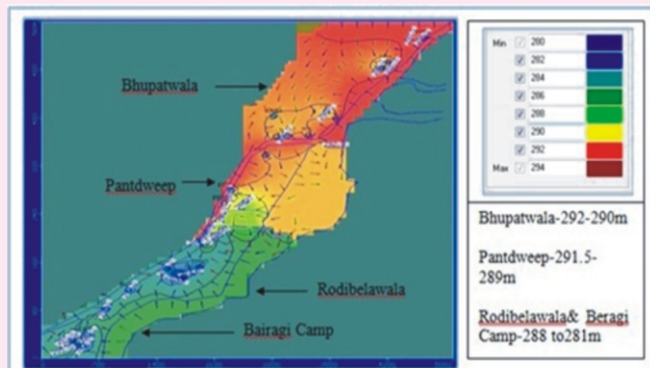 Bhupatwala
Pantdweep
Rodibelawala
Bairagi Camp
Min 280
282
284
286
288
290
292
Max 294
Bhupatwala-292-290m
Pantdweep-291.5-
289m
Rodibelawala& Beragi
Camp-288 to281m